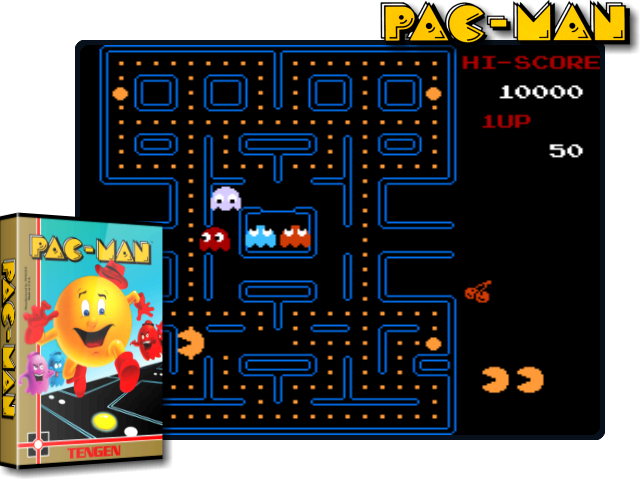 PAC-MAN
HI-SCORE
10000
1UP
50
PAC-MAN
PAC-MAN
TENGEN